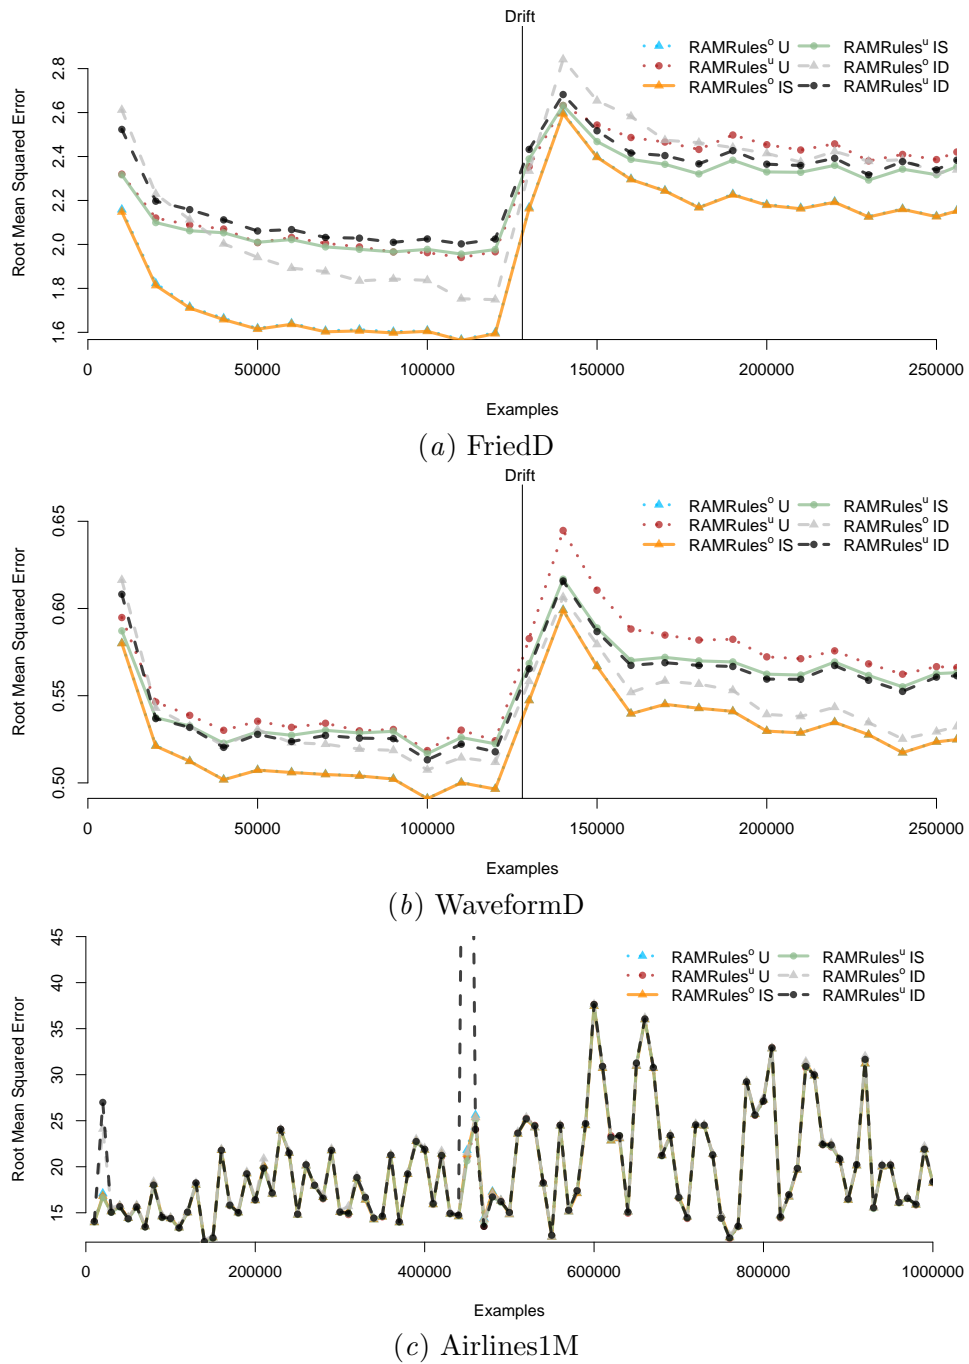 Drift
RAMRules^o U
RAMRules^u IS
RAMRules^u U
RAMRules^o ID
RAMRules^o IS
RAMRules^u ID
Root Mean Squared Error
1.6 1.8 2.0 2.2 2.4 2.6 2.8
0 50000 100000 150000 200000 250000
Examples
(a) FriedD
Drift
RAMRules^o U
RAMRules^u IS
RAMRules^u U
RAMRules^o ID
RAMRules^o IS
RAMRules^u ID
Root Mean Squared Error
0.50 0.55 0.60 0.65
0 50000 100000 150000 200000 250000
Examples
(b) WaveformD
RAMRules^o U
RAMRules^u IS
RAMRules^u U
RAMRules^o ID
RAMRules^o IS
RAMRules^u ID
Root Mean Squared Error
15 20 25 30 35 40 45
0 200000 400000 600000 800000 1000000
Examples
(c) Airlines1M